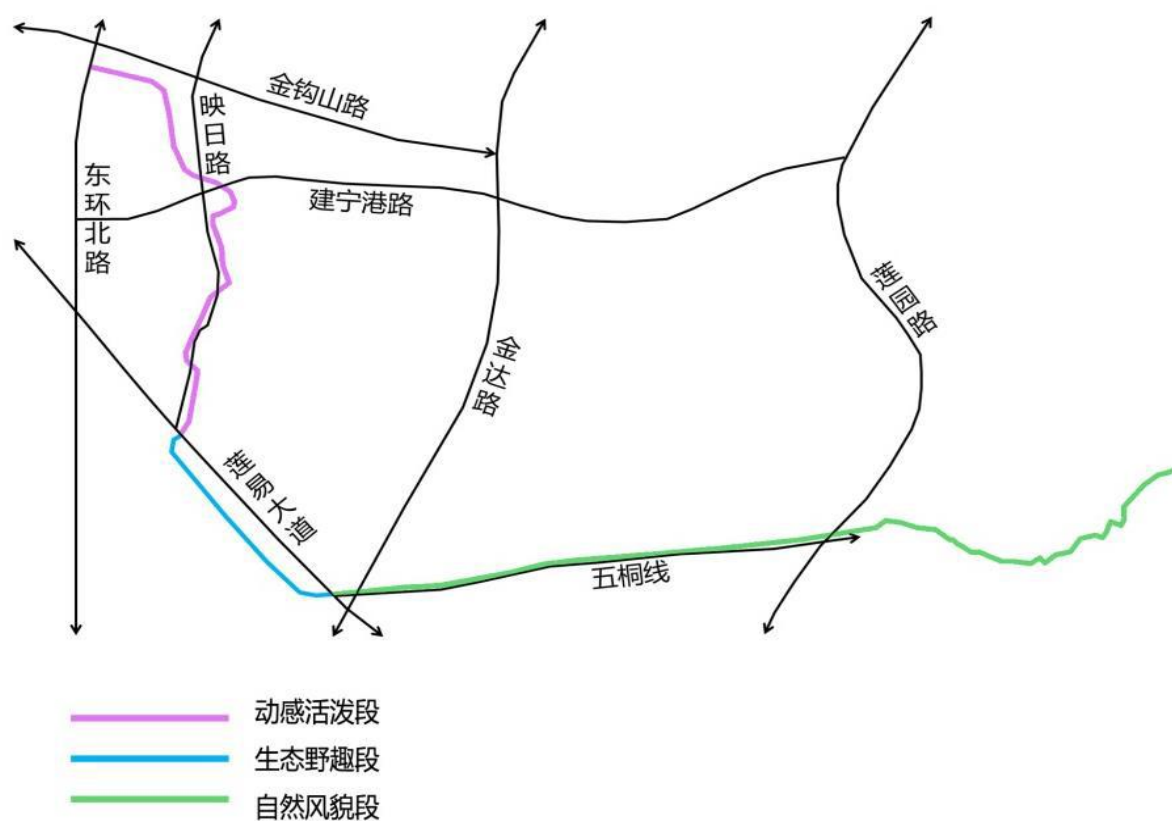 金钩山路
映日路
东环北路
建宁港路
莲园路
金达路
莲易大道
五桐线
动感活泼段
生态野趣段
自然风貌段